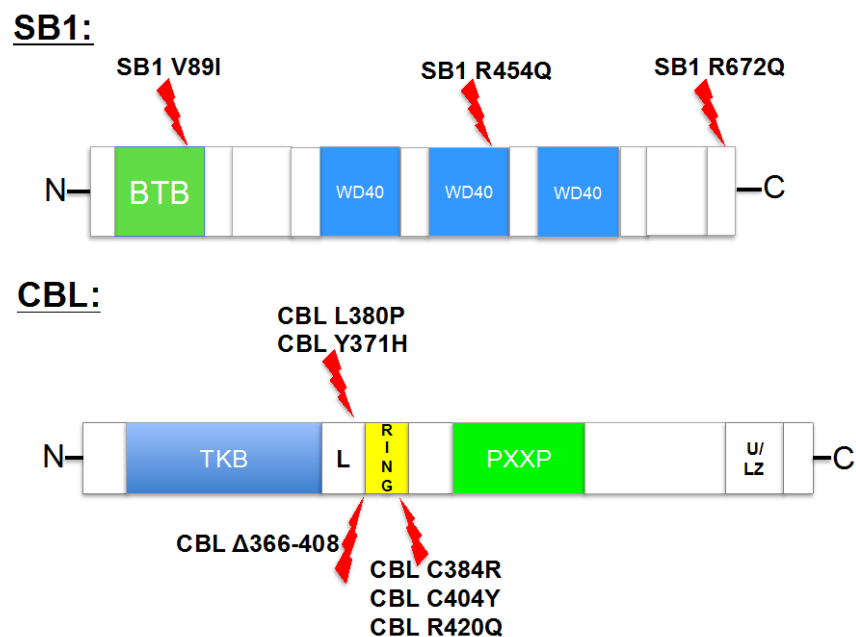 SB1:
SB1 V89I
SB1 R454Q
SB1 R672Q
N
BTB
WD40
WD40
WD40
C
CBL:
CBL L380P
CBL Y371H
N
TKB
L
RING
PXXP
U/
LZ
C
CBL Δ366-408
CBL C384R
CBL C404Y
CBL R420Q